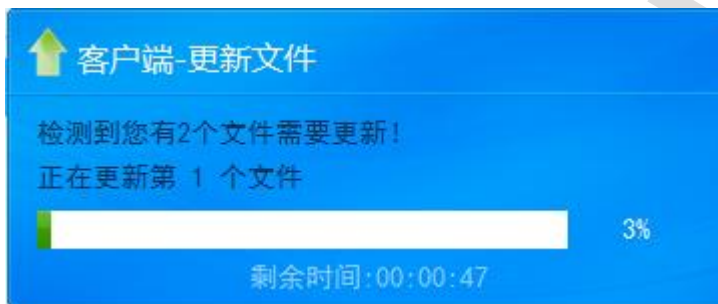 客户端-更新文件
检测到您有2个文件需要更新!
正在更新第 1 个文件
3%
剩余时间:00:00:47